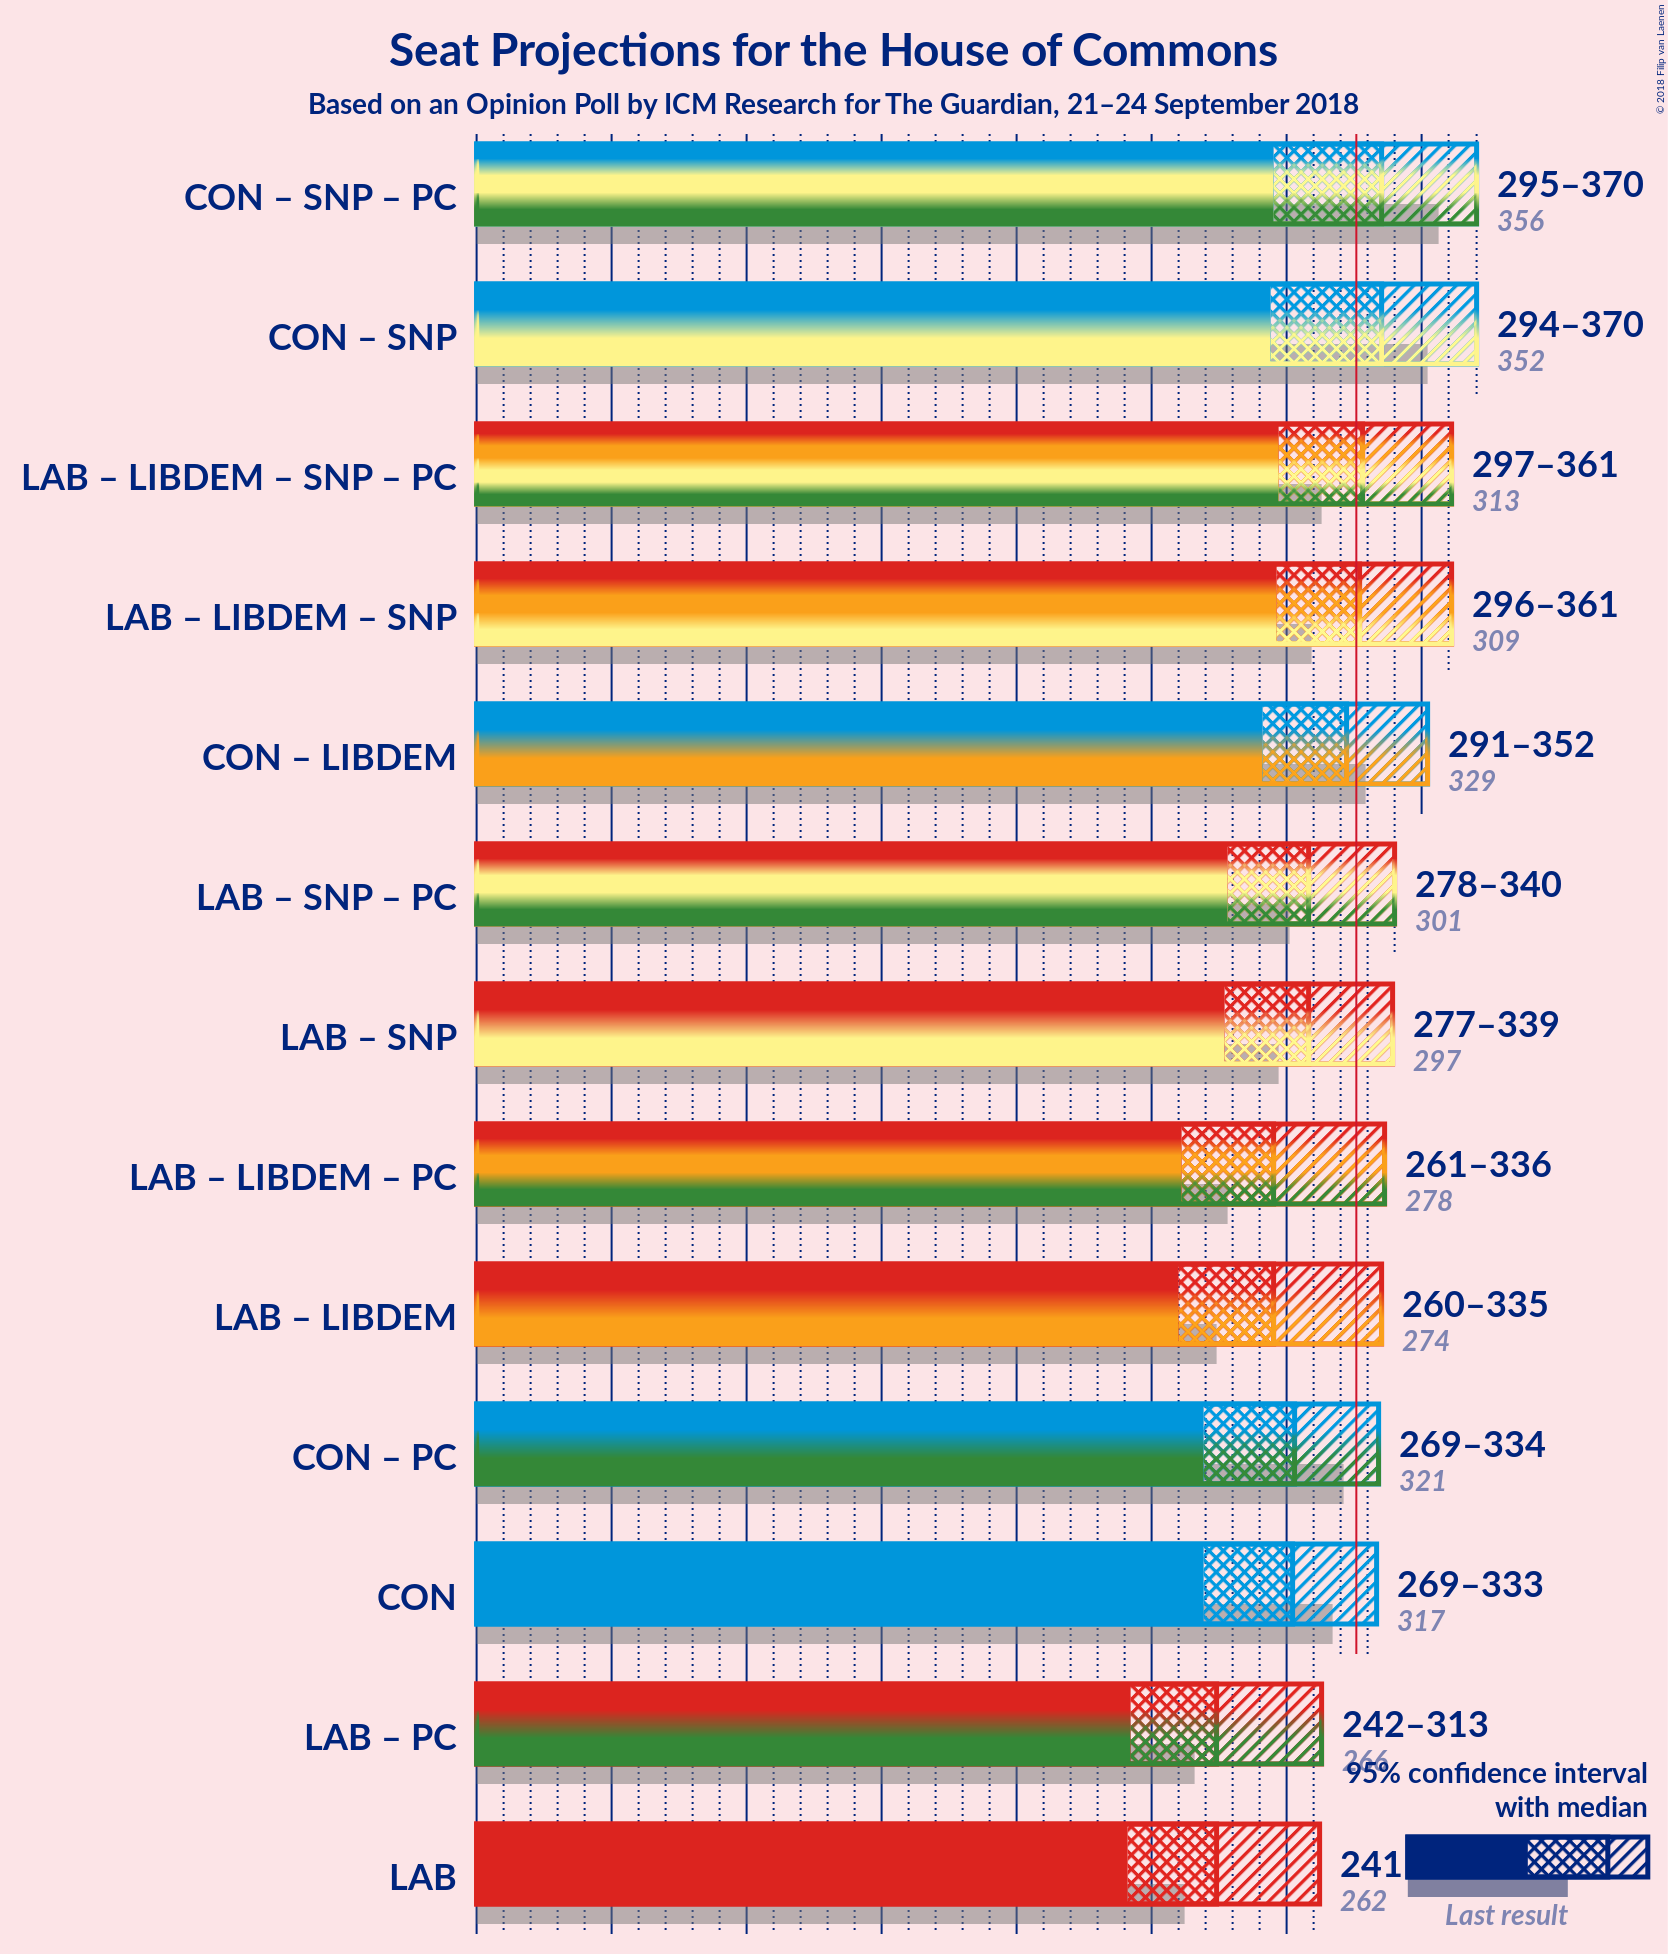 Seat Projections for the House of Commons
Based on an Opinion Poll by ICM Research for The Guardian, 21–24 September 2018
© 2018 Filip van Laenen
CON – SNP – PC
295–370
356
CON – SNP
294–370
352
LAB – LIBDEM – SNP – PC
297–361
313
LAB – LIBDEM – SNP
296–361
309
CON – LIBDEM
291–352
329
LAB – SNP – PC
278–340
301
LAB – SNP
277–339
297
LAB – LIBDEM – PC
261–336
278
LAB – LIBDEM
260–335
274
CON – PC
269–334
321
CON
269–333
317
LAB – PC
242–313
266
95% confidence interval
with median
LAB
241
262
Last result